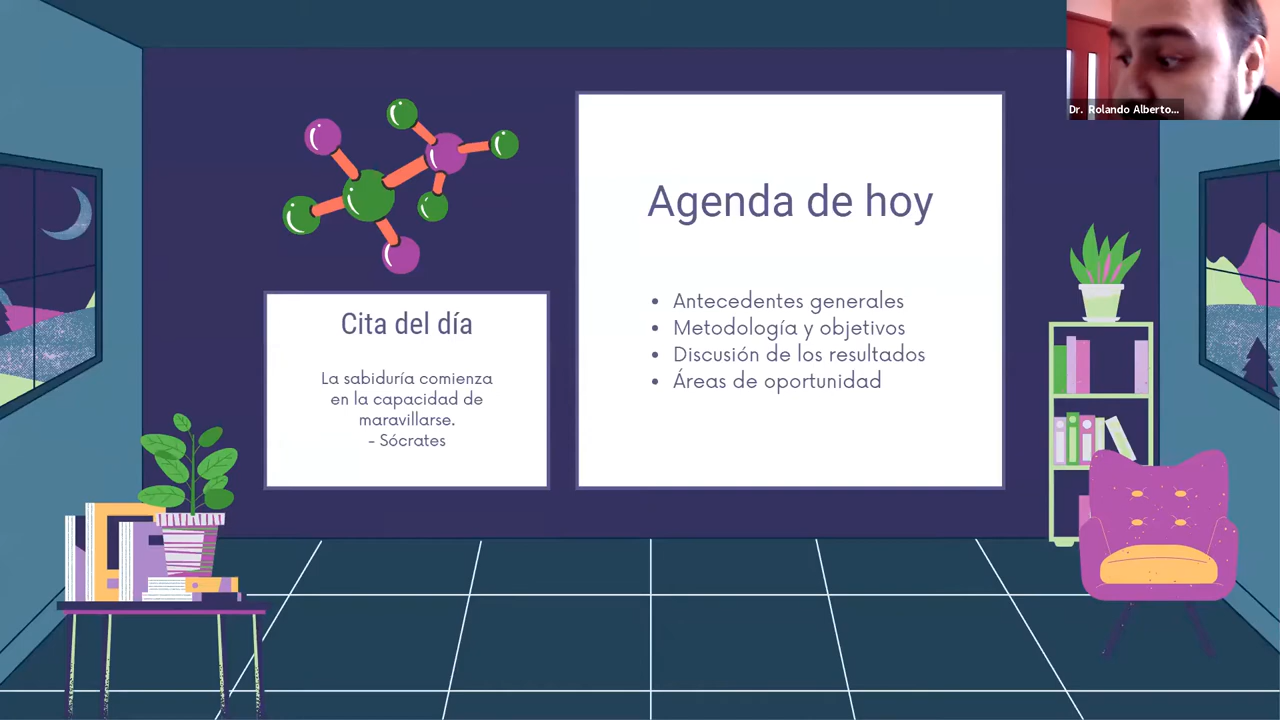 Dr. Rolando Alberto...
Agenda de hoy
• Antecedentes generales
• Metodología y objetivos
• Discusión de los resultados
• Áreas de oportunidad
Cita del día
La sabiduría comienza
en la capacidad de
maravillarse.
- Sócrates